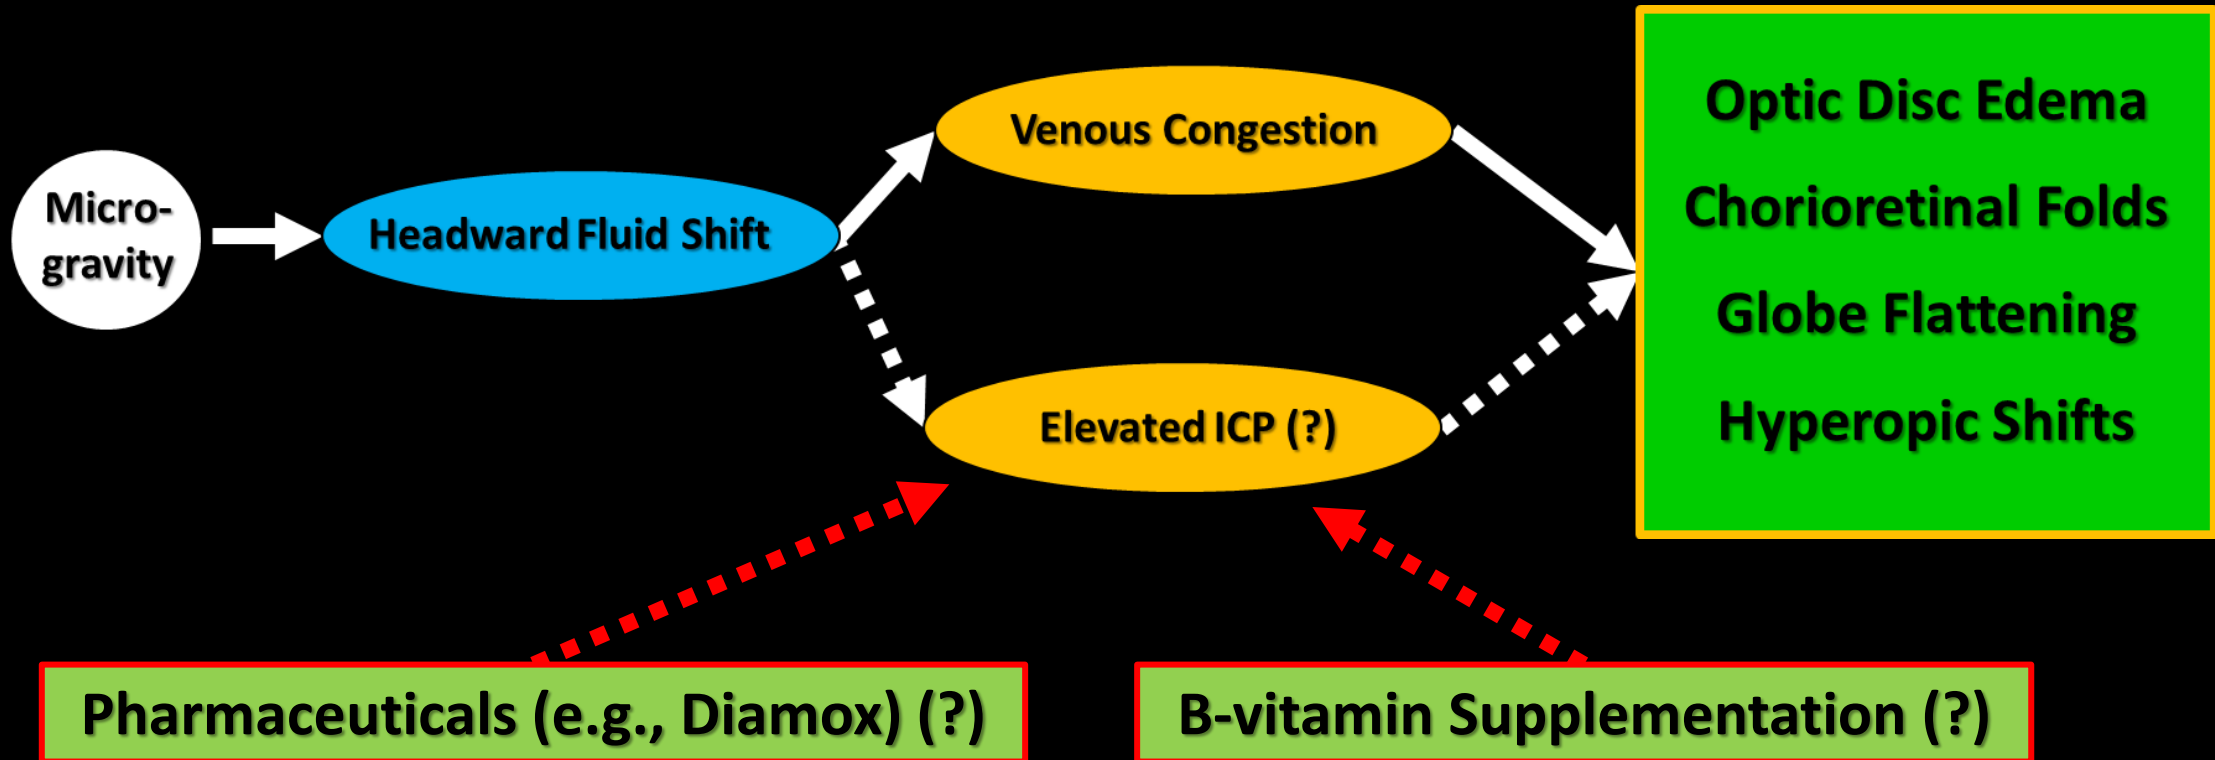 Micro-
gravity
Headward Fluid Shift
Venous Congestion
Elevated ICP (?)
Optic Disc Edema
Chorioretinal Folds
Globe Flattening
Hyperopic Shifts
Pharmaceuticals (e.g., Diamox) (?)
B-vitamin Supplementation (?)